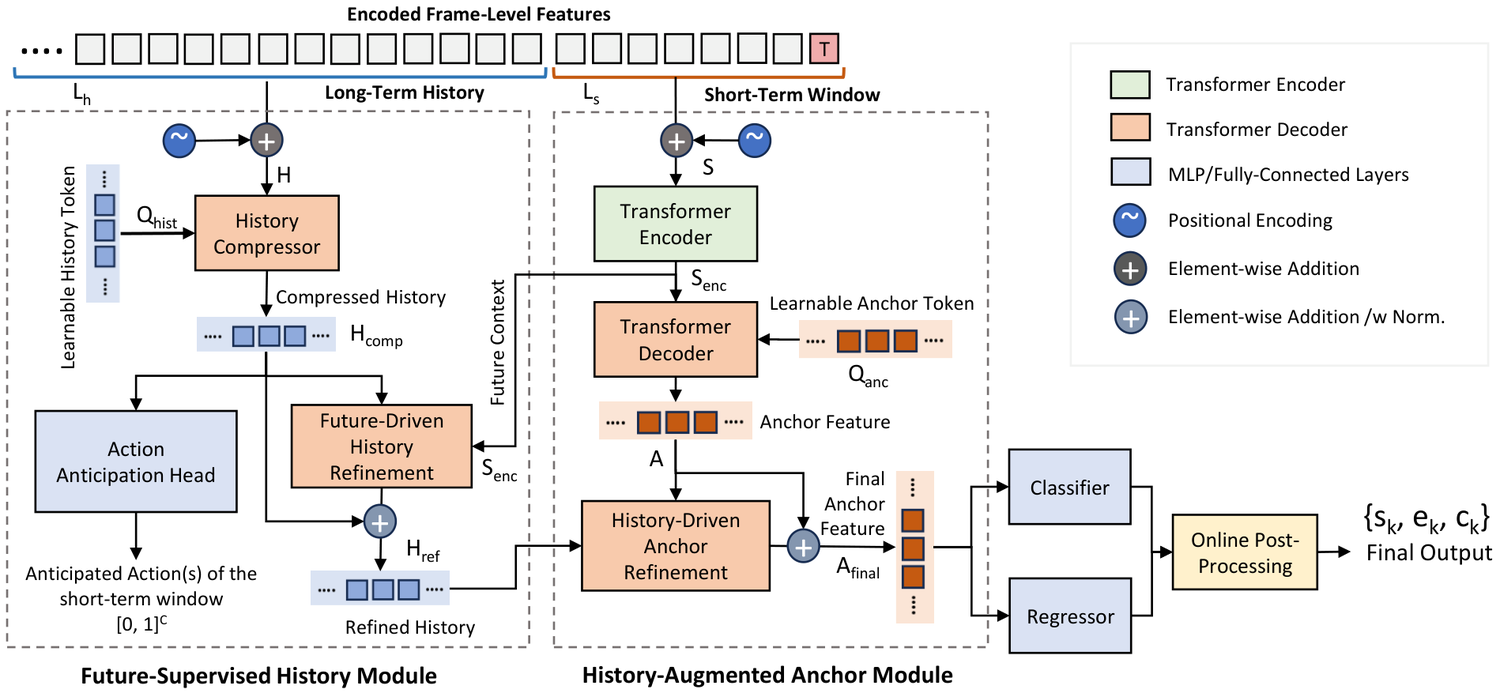 Encoded Frame-Level Features
T
L_h
Long-Term History
L_s
Short-Term Window
~
+
H
Learnable History Token
Q_hist
History
Compressor
Compressed History
H_comp
Action
Anticipation Head
Future-Driven
History
Refinement
Future Context
S_enc
+
H_ref
Anticipated Action(s) of the
short-term window
[0, 1]^C
Refined History
Future-Supervised History Module
+
~
S
Transformer
Encoder
S_enc
Transformer
Decoder
Learnable Anchor Token
Q_anc
Anchor Feature
A
History-Driven
Anchor
Refinement
+
Final
Anchor
Feature
A_final
History-Augmented Anchor Module
Classifier
Regressor
Online Post-
Processing
{s_k, e_k, c_k}
Final Output
Transformer Encoder
Transformer Decoder
MLP/Fully-Connected Layers
~
Positional Encoding
+
Element-wise Addition
+
Element-wise Addition /w Norm.